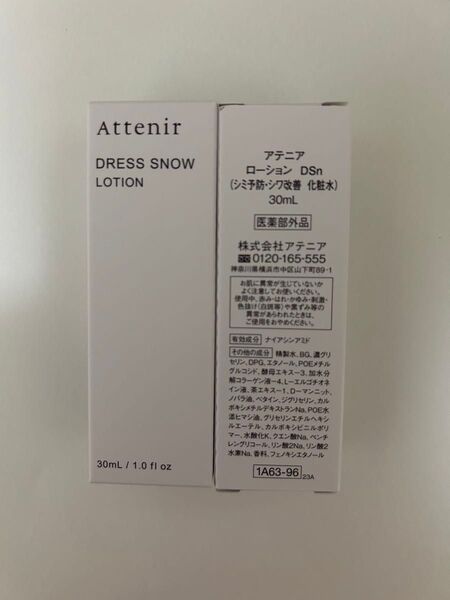 Attenir
DRESS SNOW
LOTION
30mL / 1.0 fl oz
アテニア
ローション DSn
(シミ予防・シワ改善 化粧水)
30mL
医薬部外品
株式会社アテニア
0120-165-555
神奈川県横浜市中区山下町89-1
お肌に異常が生じていないか
よく注意してお使いください。
使用中、赤み・はれ・かゆみ・刺激・
色抜け(白斑等)や黒ずみ等の
異常があらわれたときは、
ご使用をおやめください。
有効成分 ナイアシンアミド
その他の成分 精製水、BG、濃グリ
セリン、DPG、エタノール、POEメチル
グルコシド、酵母エキス-3、加水分
解コラーゲン液-4、L-エルゴチオネ
イン液、茶エキス-1、D-マンニット、
ノバラ油、ベタイン、ジグリセリン、カル
ボキシメチルデキストランNa、POE水
添ヒマシ油、グリセリンエチルヘキシ
ルエーテル、カルボキシビニルポリ
マー、水酸化K、クエン酸Na、ペンチ
レングリコール、リン酸2Na、リン酸2
水素Na、香料、フェノキシエタノール
1A63-96
23A